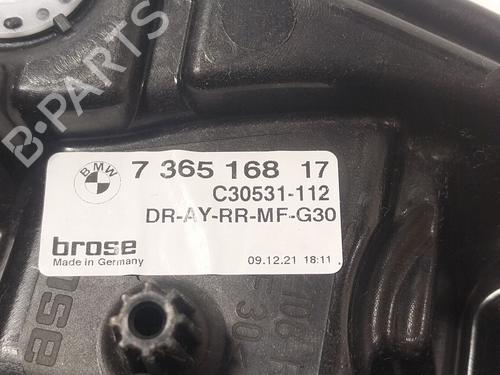 B-PARTS
BMW
7 365 168 17
C30531-112
DR-AY-RR-MF-G30
brose
Made in Germany
09.12.21 18:11